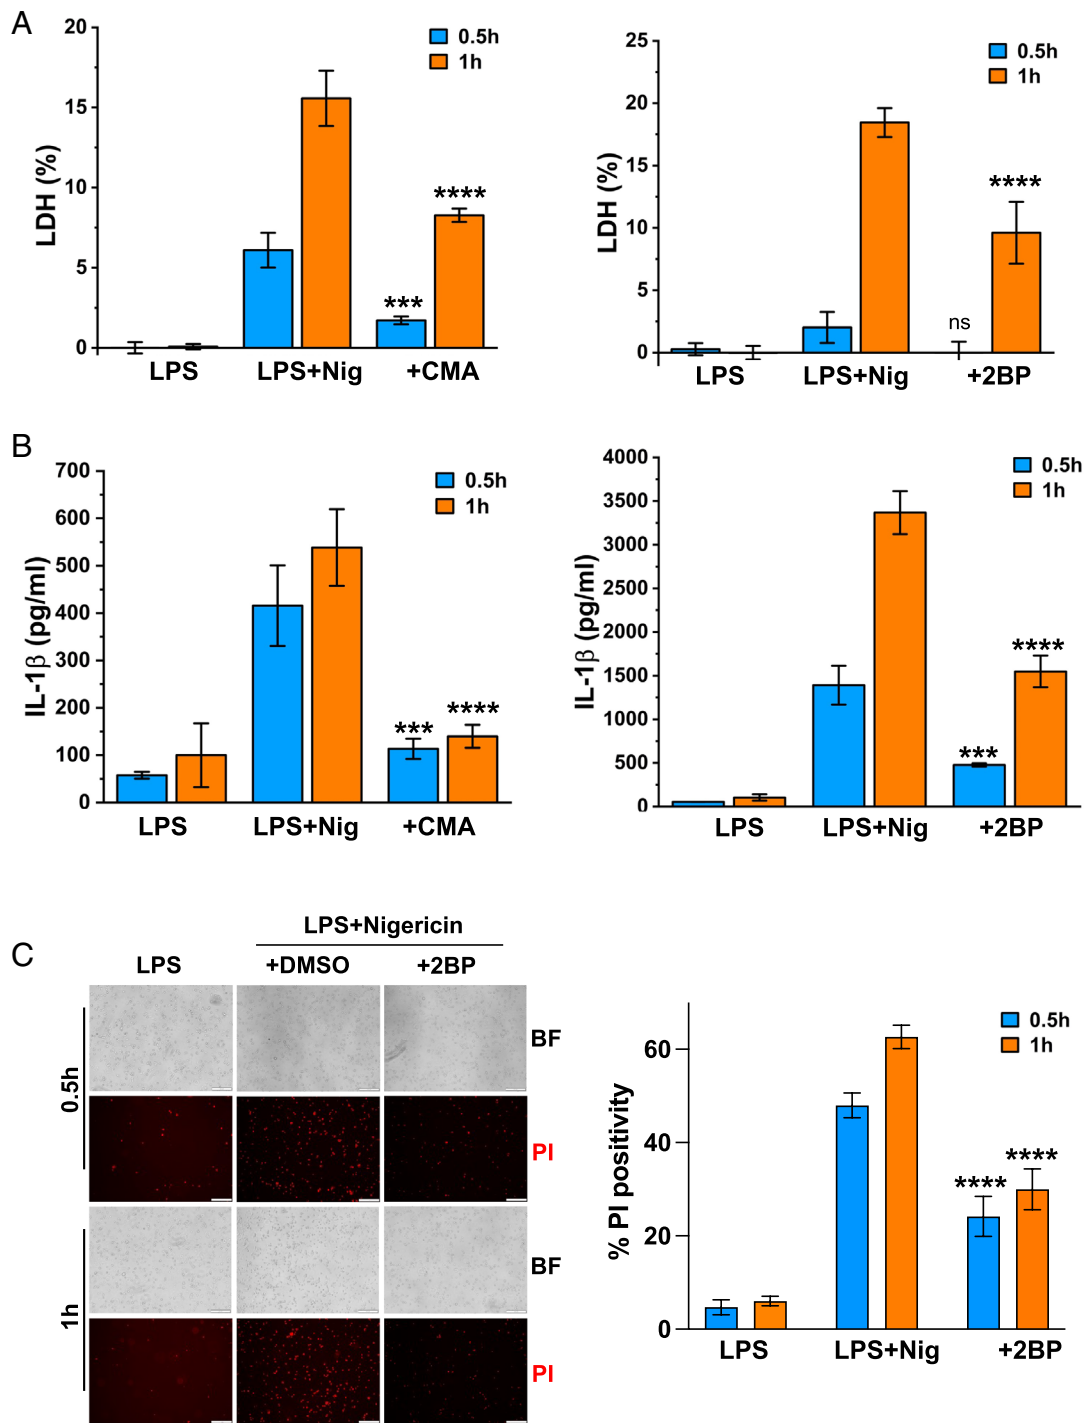 A
LDH (%)
20
15
10
5
0
0.5h
1h
***
****
LPS
LPS+Nig
+CMA
LDH (%)
25
20
15
10
5
0
0.5h
1h
ns
****
LPS
LPS+Nig
+2BP
B
IL-1β (pg/ml)
700
600
500
400
300
200
100
0
0.5h
1h
***
****
LPS
LPS+Nig
+CMA
IL-1β (pg/ml)
4000
3500
3000
2500
2000
1500
1000
500
0
0.5h
1h
***
****
LPS
LPS+Nig
+2BP
C
LPS+Nigericin
LPS
+DMSO
+2BP
0.5h
BF
PI
1h
BF
PI
% PI positivity
60
40
20
0
0.5h
1h
****
****
LPS
LPS+Nig
+2BP